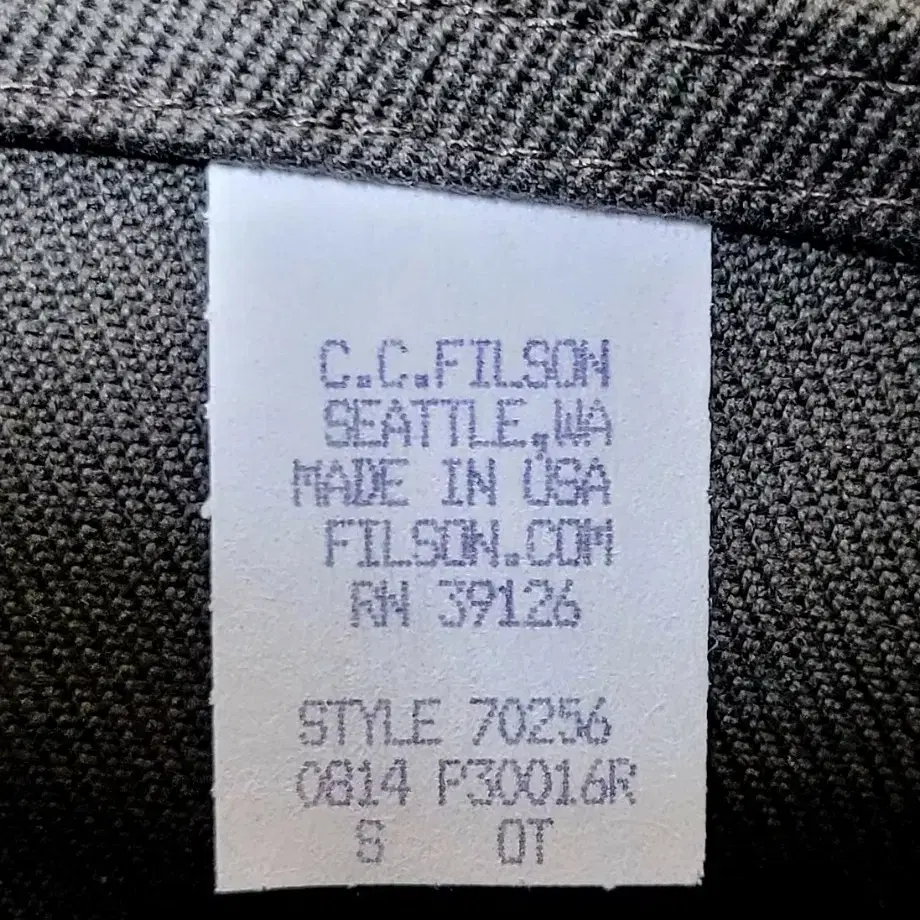 C.C.FILSON
SEATTLE,WA
MADE IN USA
FILSON.COM
RN 39126
STYLE 70256
0814 P30016R
S OT